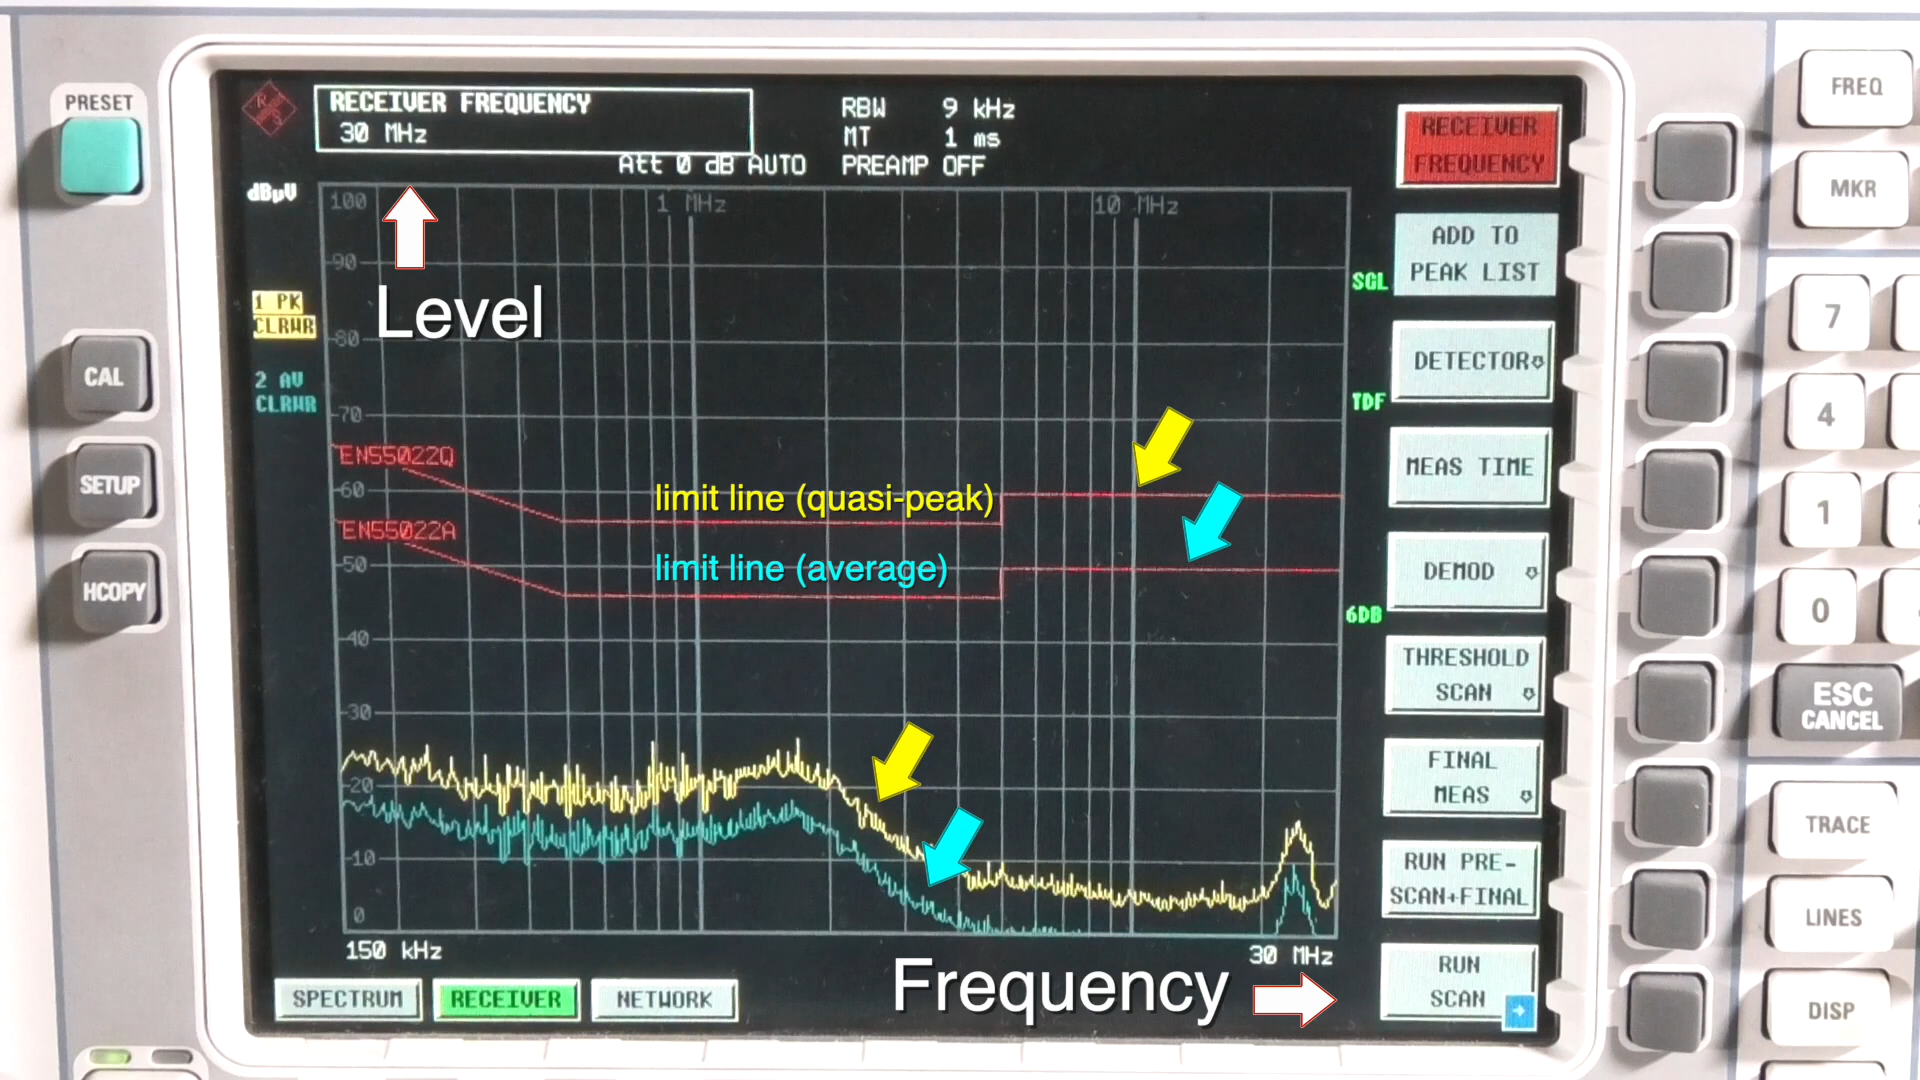 PRESET
RECEIVER FREQUENCY
30 MHz
RBW 9 kHz
MT 1 ms
Att 0 dB AUTO PREAMP OFF
dBµV
100
1 MHz
10 MHz
90
80
70
60
50
40
30
20
10
0
1 PK
CLRWR
2 AV
CLRWR
Level
EN55022Q
limit line (quasi-peak)
EN55022A
limit line (average)
SGL
TDF
6DB
150 kHz
30 MHz
Frequency
SPECTRUM
RECEIVER
NETWORK
RECEIVER
FREQUENCY
ADD TO
PEAK LIST
DETECTOR
MEAS TIME
DEMOD
THRESHOLD
SCAN
FINAL
MEAS
RUN PRE-
SCAN+FINAL
RUN
SCAN
CAL
SETUP
HCOPY
FREQ
MKR
7
4
1
0
ESC
CANCEL
TRACE
LINES
DISP